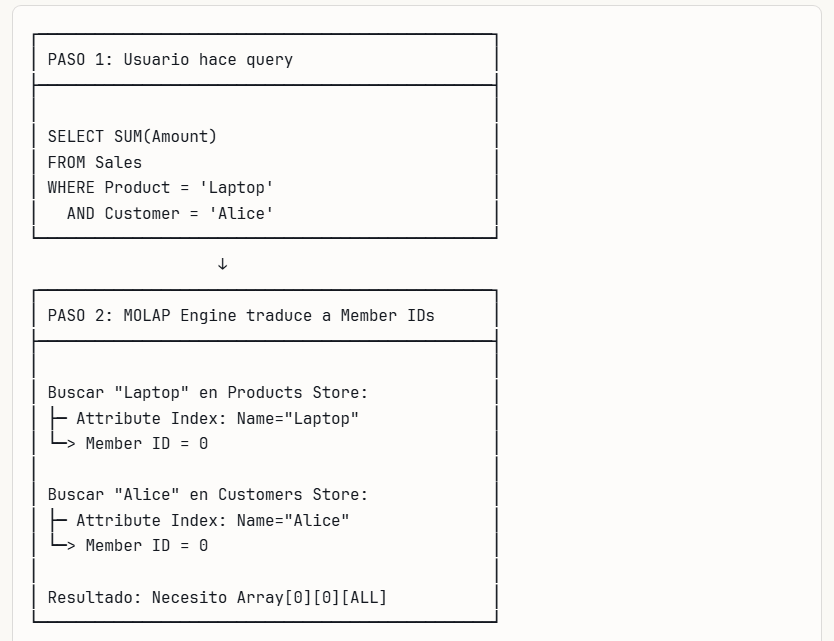 PASO 1: Usuario hace query
SELECT SUM(Amount)
FROM Sales
WHERE Product = 'Laptop'
  AND Customer = 'Alice'
↓
PASO 2: MOLAP Engine traduce a Member IDs
Buscar "Laptop" en Products Store:
├─ Attribute Index: Name="Laptop"
└─> Member ID = 0
Buscar "Alice" en Customers Store:
├─ Attribute Index: Name="Alice"
└─> Member ID = 0
Resultado: Necesito Array[0][0][ALL]